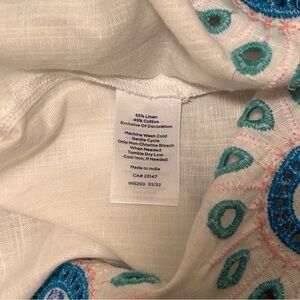 55% Linen
45% Cotton
Exclusive Of Decoration
Machine Wash Cold
Gentle Cycle
Only Non-Chlorine Bleach
When Needed
Tumble Dry Low
Cool Iron, If Needed
Made In India
CA# 23147
IN5250 01/22